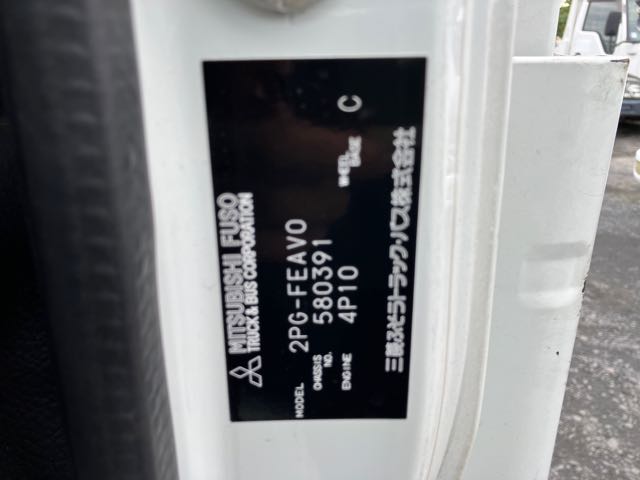 MITSUBISHI FUSO
TRUCK & BUS CORPORATION
MODEL 2PG-FEAV0
CHASSIS NO. 580391
ENGINE 4P10 WHEEL BASE C
三菱ふそうトラック・バス株式会社